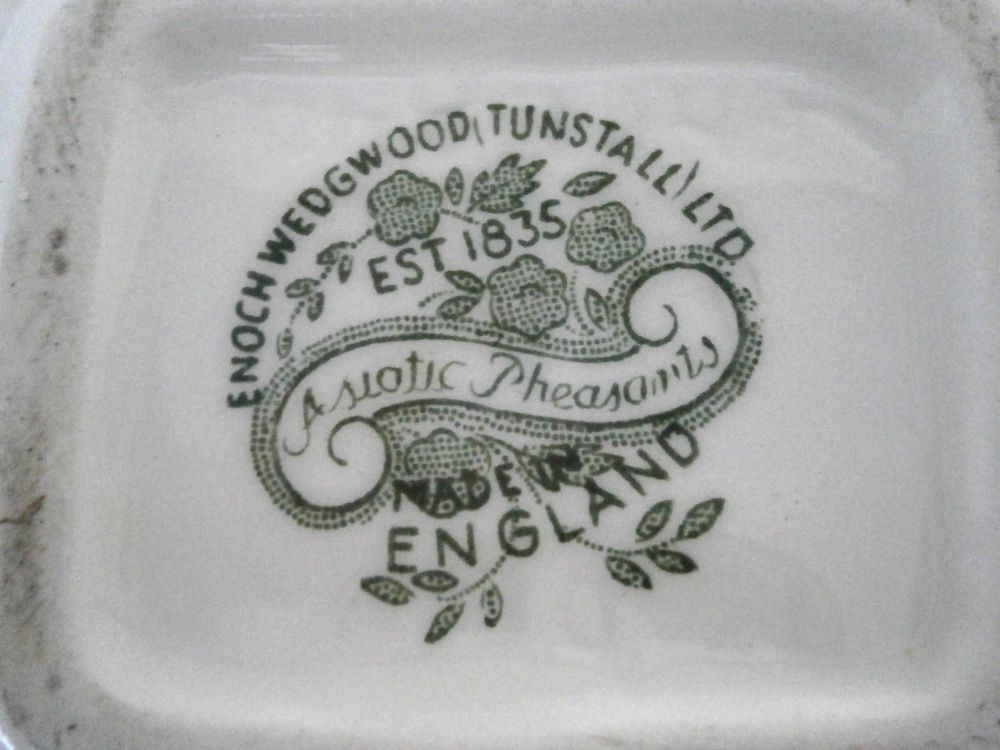 ENOCH WEDGWOOD (TUNSTALL) LTD
EST 1835
Asiatic Pheasants
MADE IN
ENGLAND